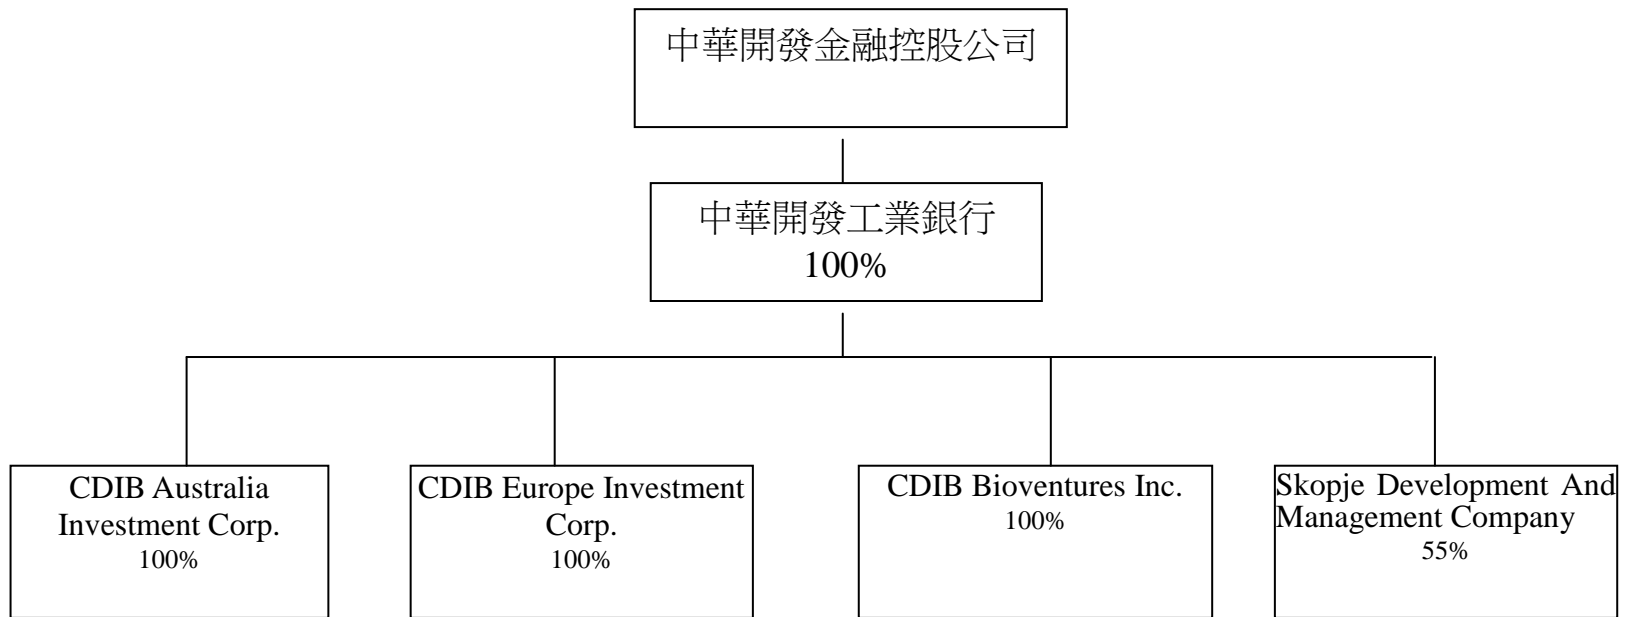 中華開發金融控股公司
中華開發工業銀行
100%
CDIB Australia
Investment Corp.
100%
CDIB Europe Investment
Corp.
100%
CDIB Bioventures Inc.
100%
Skopje Development And
Management Company
55%